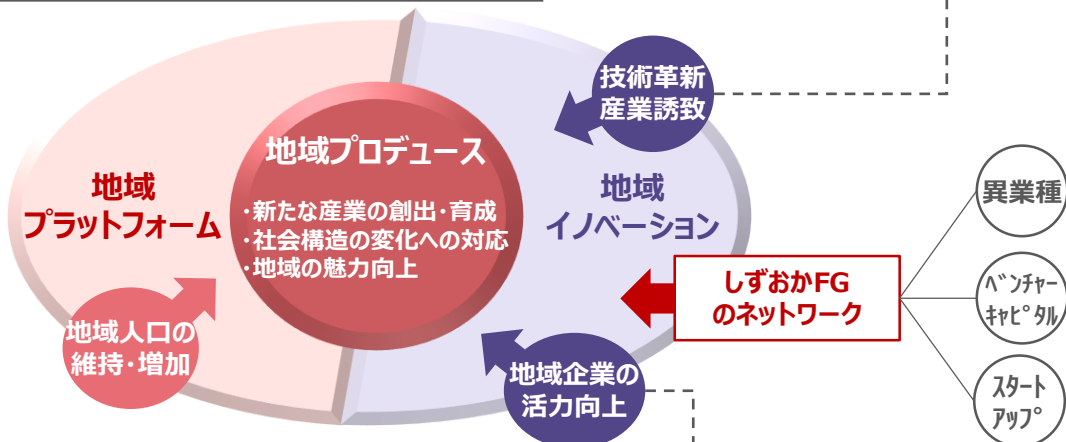 地域
プラットフォーム
地域人口の
維持・増加
地域プロデュース
・新たな産業の創出・育成
・社会構造の変化への対応
・地域の魅力向上
技術革新
産業誘致
地域
イノベーション
地域企業の
活力向上
しずおかFG
のネットワーク
異業種
ﾍﾞﾝﾁｬｰ
ｷｬﾋﾟﾀﾙ
ｽﾀｰﾄ
ｱｯﾌﾟ